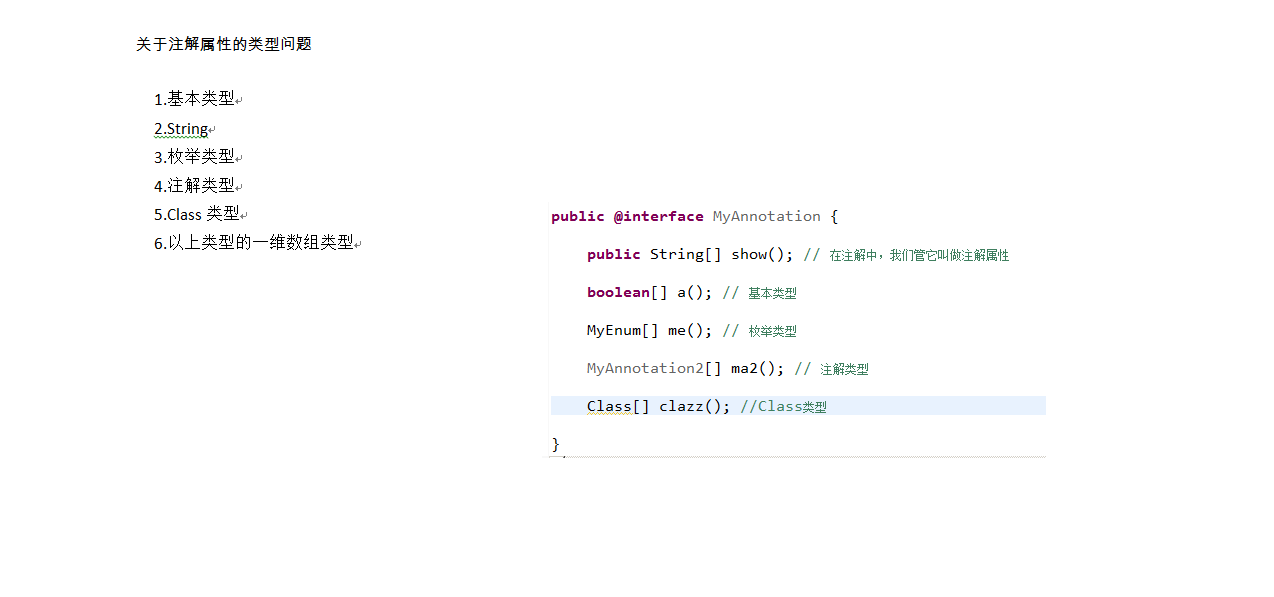 关于注解属性的类型问题
1.基本类型
2.String
3.枚举类型
4.注解类型
5.Class 类型
6.以上类型的一维数组类型
public @interface MyAnnotation {
public String[] show(); // 在注解中，我们管它叫做注解属性
boolean[] a(); // 基本类型
MyEnum[] me(); // 枚举类型
MyAnnotation2[] ma2(); // 注解类型
Class[] clazz(); //Class类型
}